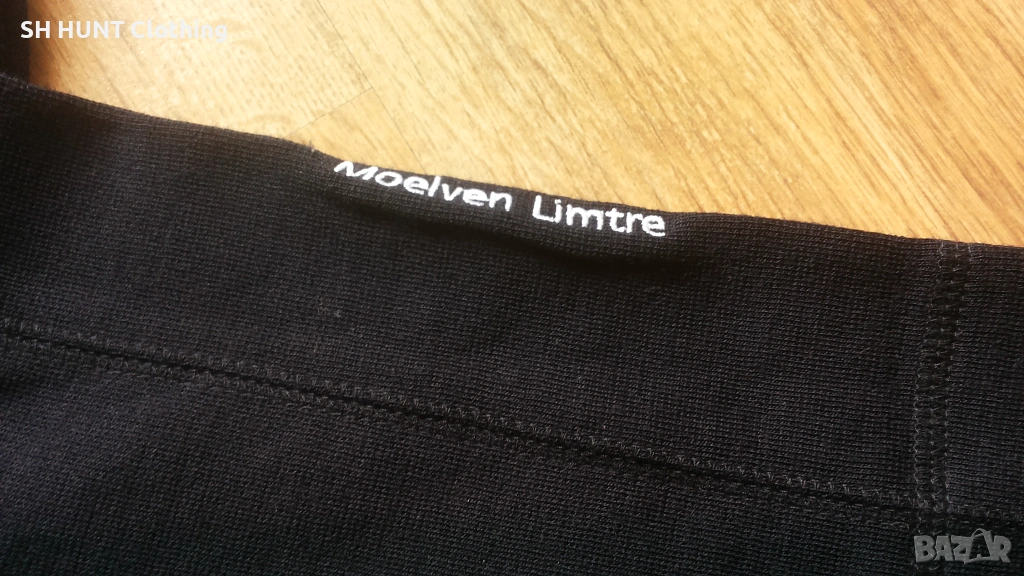 SH HUNT Clothing
Moelven Limtre
BAZAR